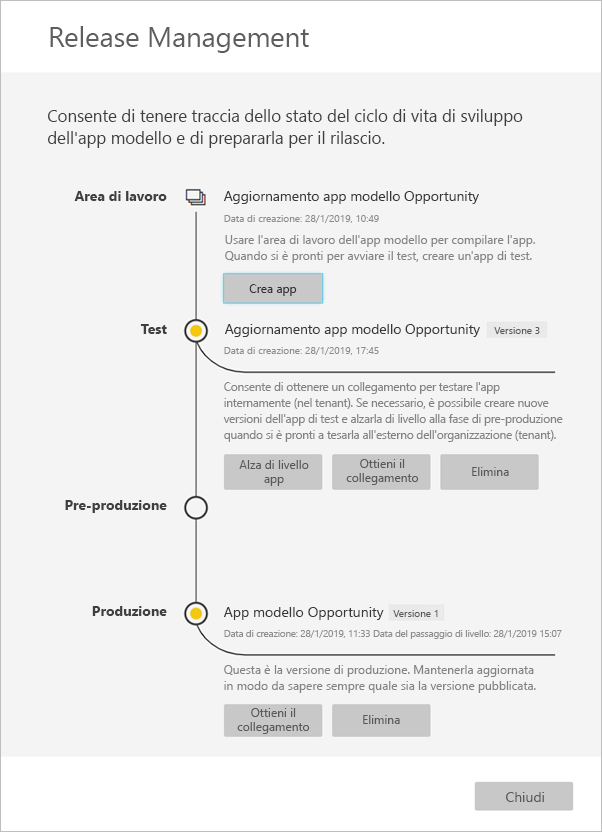 Release Management
Consente di tenere traccia dello stato del ciclo di vita di sviluppo
dell'app modello e di prepararla per il rilascio.
Area di lavoro
Aggiornamento app modello Opportunity
Data di creazione: 28/1/2019, 10:49
Usare l'area di lavoro dell'app modello per compilare l'app.
Quando si è pronti per avviare il test, creare un'app di test.
Crea app
Test
Aggiornamento app modello Opportunity Versione 3
Data di creazione: 28/1/2019, 17:45
Consente di ottenere un collegamento per testare l'app
internamente (nel tenant). Se necessario, è possibile creare nuove
versioni dell'app di test e alzarla di livello alla fase di pre-produzione
quando si è pronti a tesarla all'esterno dell'organizzazione (tenant).
Alza di livello
app
Ottieni il
collegamento
Elimina
Pre-produzione
Produzione
App modello Opportunity Versione 1
Data di creazione: 28/1/2019, 11:33 Data del passaggio di livello: 28/1/2019 15:07
Questa è la versione di produzione. Mantenerla aggiornata
in modo da sapere sempre quale sia la versione pubblicata.
Ottieni il
collegamento
Elimina
Chiudi